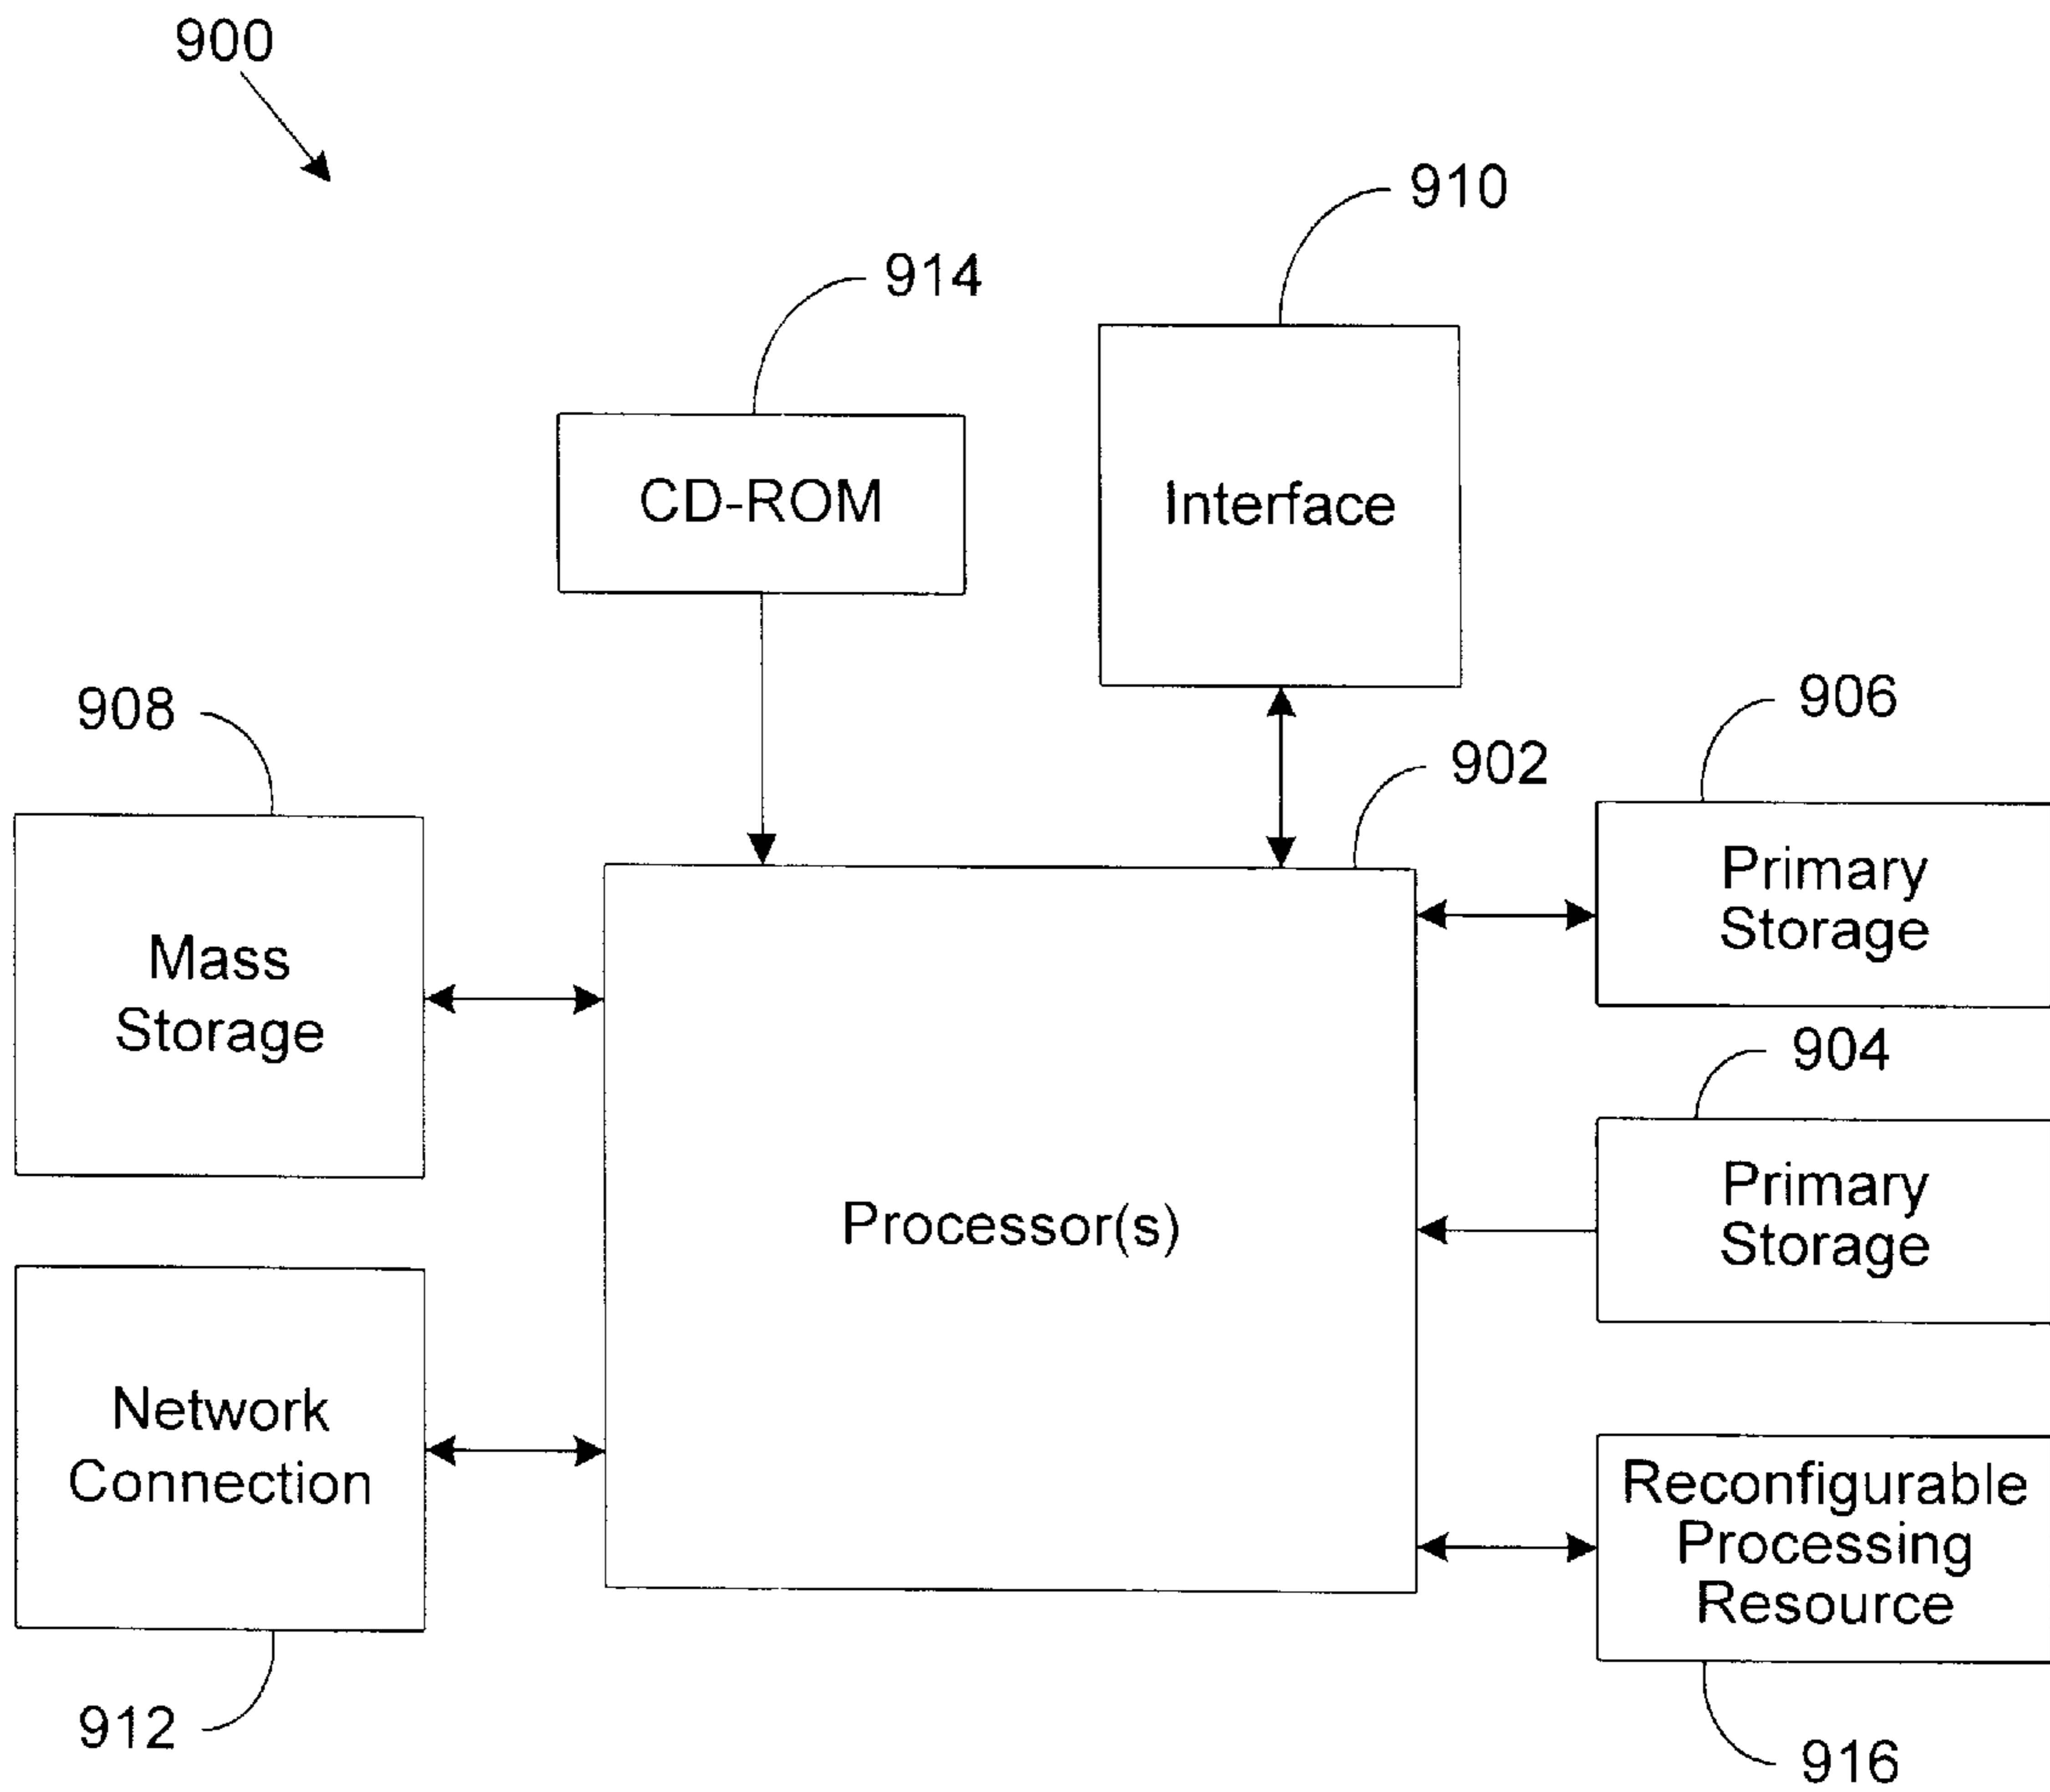 900
910
914
CD-ROM
Interface
908
906
902
Primary
Storage
Mass
Storage
904
Primary
Storage
Processor(s)
Network
Connection
Reconfigurable
Processing
Resource
912
916